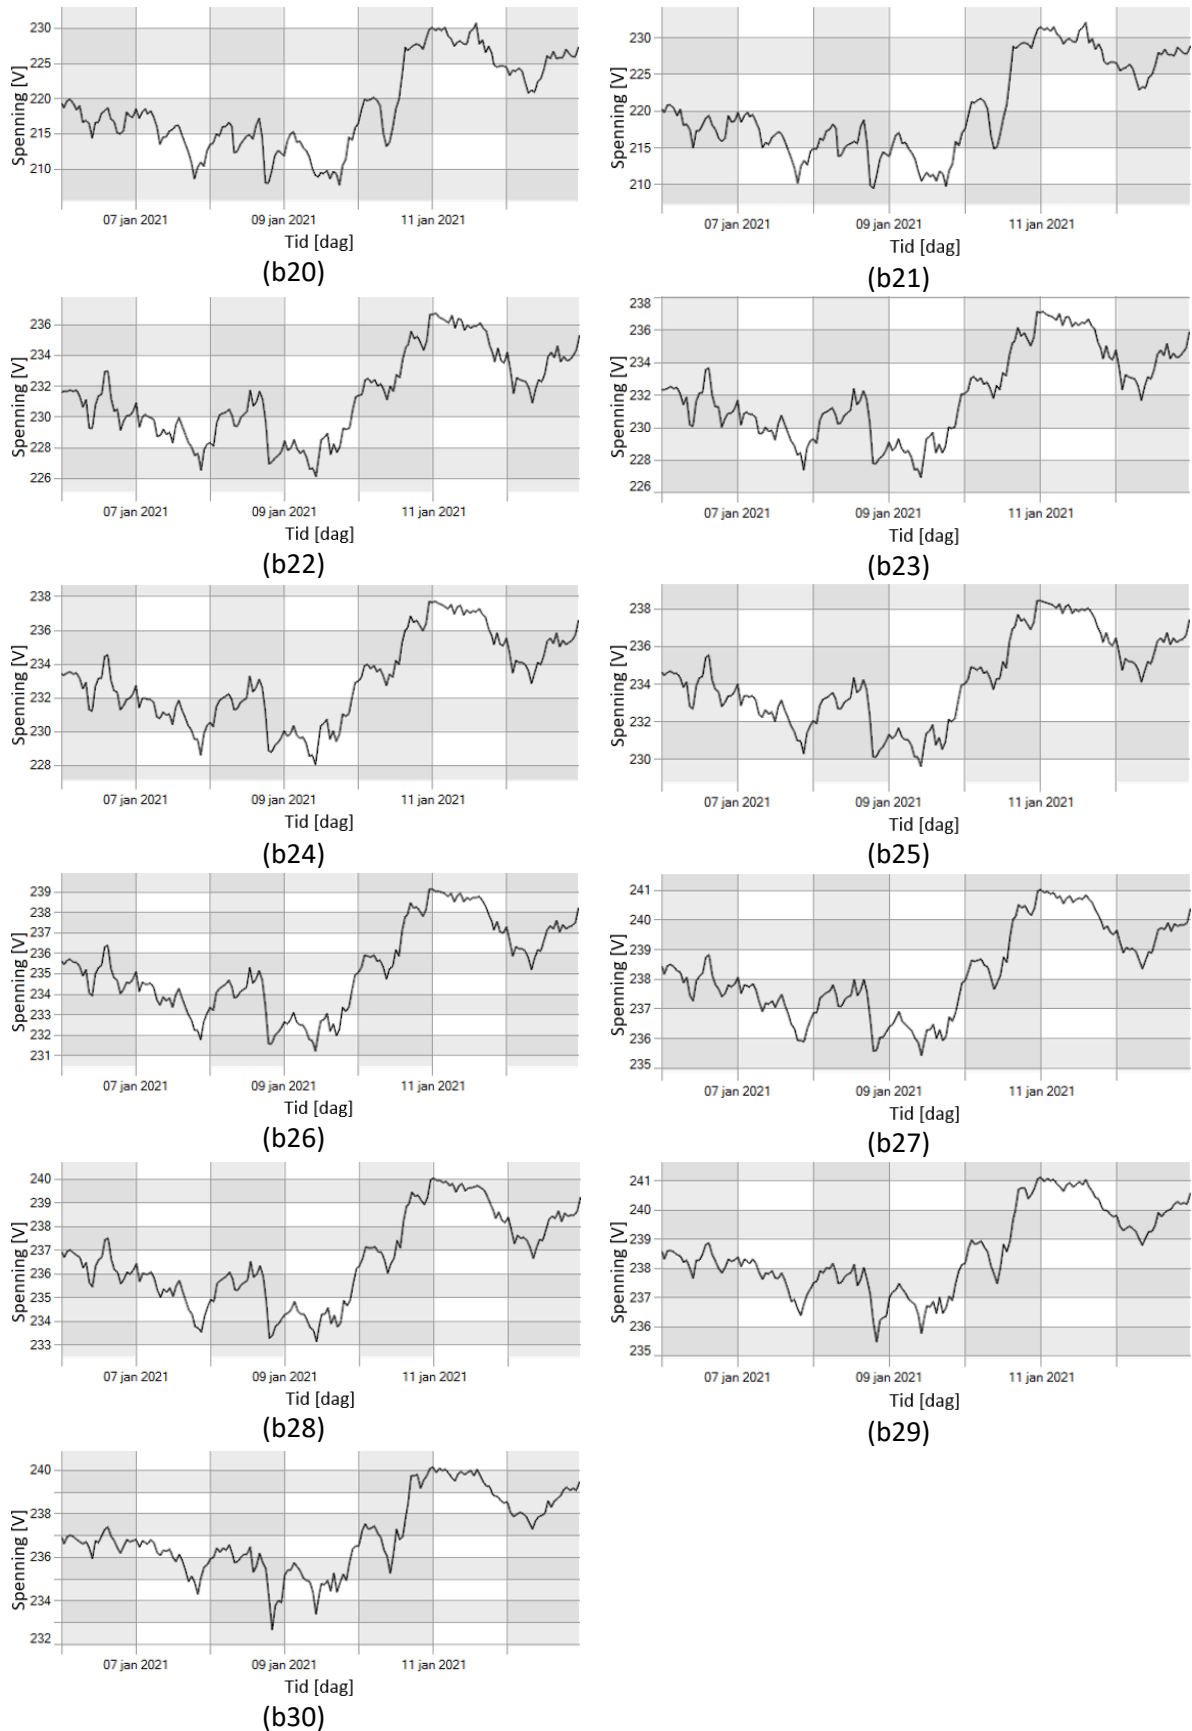 Spenning [V]
230
225
220
215
210
07 jan 2021 09 jan 2021 11 jan 2021
Tid [dag]
(b20)
Spenning [V]
230
225
220
215
210
07 jan 2021 09 jan 2021 11 jan 2021
Tid [dag]
(b21)
Spenning [V]
236
234
232
230
228
226
07 jan 2021 09 jan 2021 11 jan 2021
Tid [dag]
(b22)
Spenning [V]
238
236
234
232
230
228
226
07 jan 2021 09 jan 2021 11 jan 2021
Tid [dag]
(b23)
Spenning [V]
238
236
234
232
230
228
07 jan 2021 09 jan 2021 11 jan 2021
Tid [dag]
(b24)
Spenning [V]
238
236
234
232
230
07 jan 2021 09 jan 2021 11 jan 2021
Tid [dag]
(b25)
Spenning [V]
239
238
237
236
235
234
233
232
231
07 jan 2021 09 jan 2021 11 jan 2021
Tid [dag]
(b26)
Spenning [V]
241
240
239
238
237
236
235
07 jan 2021 09 jan 2021 11 jan 2021
Tid [dag]
(b27)
Spenning [V]
240
239
238
237
236
235
234
233
07 jan 2021 09 jan 2021 11 jan 2021
Tid [dag]
(b28)
Spenning [V]
241
240
239
238
237
236
235
07 jan 2021 09 jan 2021 11 jan 2021
Tid [dag]
(b29)
Spenning [V]
240
238
236
234
232
07 jan 2021 09 jan 2021 11 jan 2021
Tid [dag]
(b30)